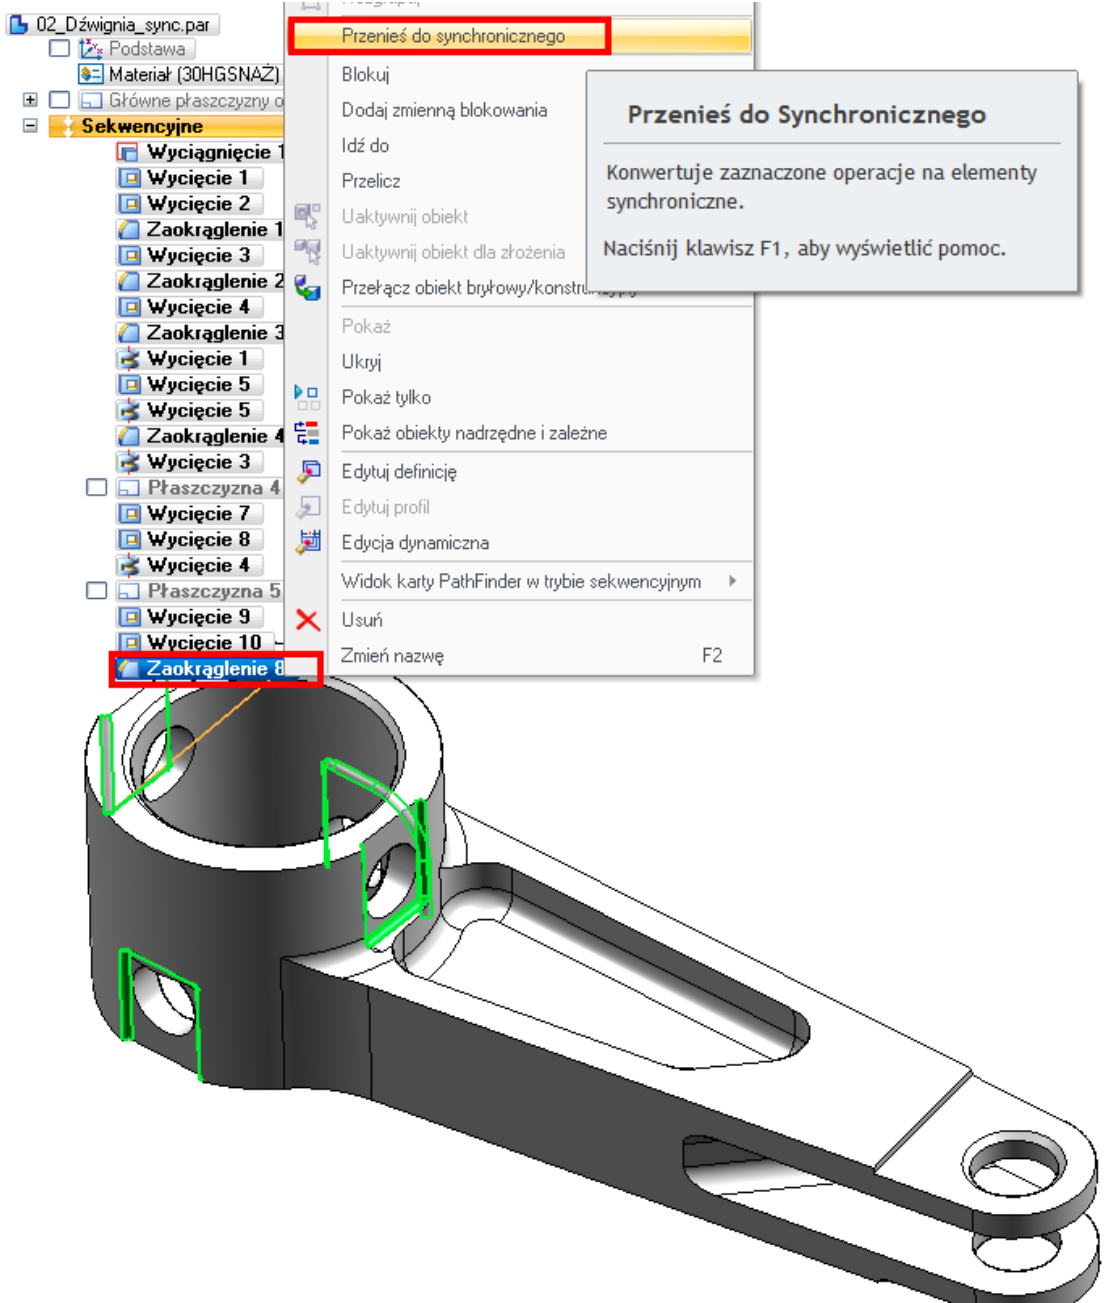 02_Dźwignia_sync.par
Podstawa
Materiał (30HGSNAŻ)
Główne płaszczyzny o
Sekwencyjne
Wyciągnięcie 1
Wycięcie 1
Wycięcie 2
Zaokrąglenie 1
Wycięcie 3
Zaokrąglenie 2
Wycięcie 4
Zaokrąglenie 3
Wycięcie 1
Wycięcie 5
Wycięcie 5
Zaokrąglenie 4
Wycięcie 3
Płaszczyzna 4
Wycięcie 7
Wycięcie 8
Wycięcie 4
Płaszczyzna 5
Wycięcie 9
Wycięcie 10
Zaokrąglenie 8
Przenieś do synchronicznego
Blokuj
Dodaj zmienną blokowania
Idź do
Przelicz
Uaktywnij obiekt
Uaktywnij obiekt dla złożenia
Przełącz obiekt bryłowy/konstrukcyjny
Pokaż
Ukryj
Pokaż tylko
Pokaż obiekty nadrzędne i zależne
Edytuj definicję
Edytuj profil
Edycja dynamiczna
Widok karty PathFinder w trybie sekwencyjnym
Usuń
Zmień nazwę F2
Przenieś do Synchronicznego
Konwertuje zaznaczone operacje na elementy
synchroniczne.
Naciśnij klawisz F1, aby wyświetlić pomoc.